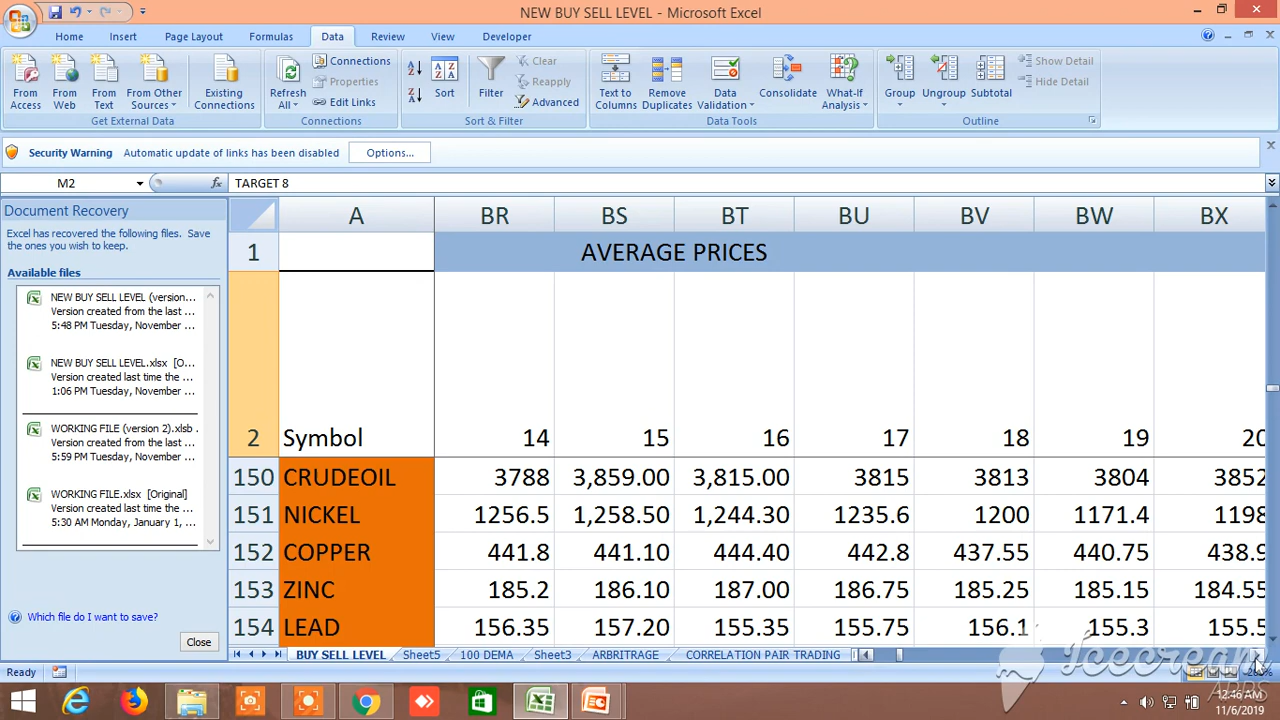 NEW BUY SELL LEVEL - Microsoft Excel
Home Insert Page Layout Formulas Data Review View Developer
From Access
From Web
From Text
From Other Sources
Existing Connections
Get External Data
Refresh All
Connections
Properties
Edit Links
Connections
Sort
Filter
Clear
Reapply
Advanced
Sort & Filter
Text to Columns
Remove Duplicates
Data Validation
Consolidate
What-If Analysis
Data Tools
Group
Ungroup
Subtotal
Show Detail
Hide Detail
Outline
Security Warning Automatic update of links has been disabled Options...
M2 fx TARGET 8
Document Recovery
Excel has recovered the following files. Save
the ones you wish to keep.
Available files
NEW BUY SELL LEVEL (version...
Version created from the last ...
5:48 PM Tuesday, November ...
NEW BUY SELL LEVEL.xlsx [O...
Version created last time the ...
1:06 PM Tuesday, November ...
WORKING FILE (version 2).xlsb .
Version created from the last ...
5:59 PM Tuesday, November ...
WORKING FILE.xlsx [Original]
Version created last time the ...
5:30 AM Monday, January 1, ...
Which file do I want to save?
Close
A BR BS BT BU BV BW BX
1 AVERAGE PRICES
2 Symbol 14 15 16 17 18 19 20
150 CRUDEOIL 3788 3,859.00 3,815.00 3815 3813 3804 3852
151 NICKEL 1256.5 1,258.50 1,244.30 1235.6 1200 1171.4 1198
152 COPPER 441.8 441.10 444.40 442.8 437.55 440.75 438.9
153 ZINC 185.2 186.10 187.00 186.75 185.25 185.15 184.55
154 LEAD 156.35 157.20 155.35 155.75 156.1 155.3 155.5
BUY SELL LEVEL Sheet5 100 DEMA Sheet3 ARBRITRAGE CORRELATION PAIR TRADING
Ready
Icecream
APPS
12:46 AM
11/6/2019